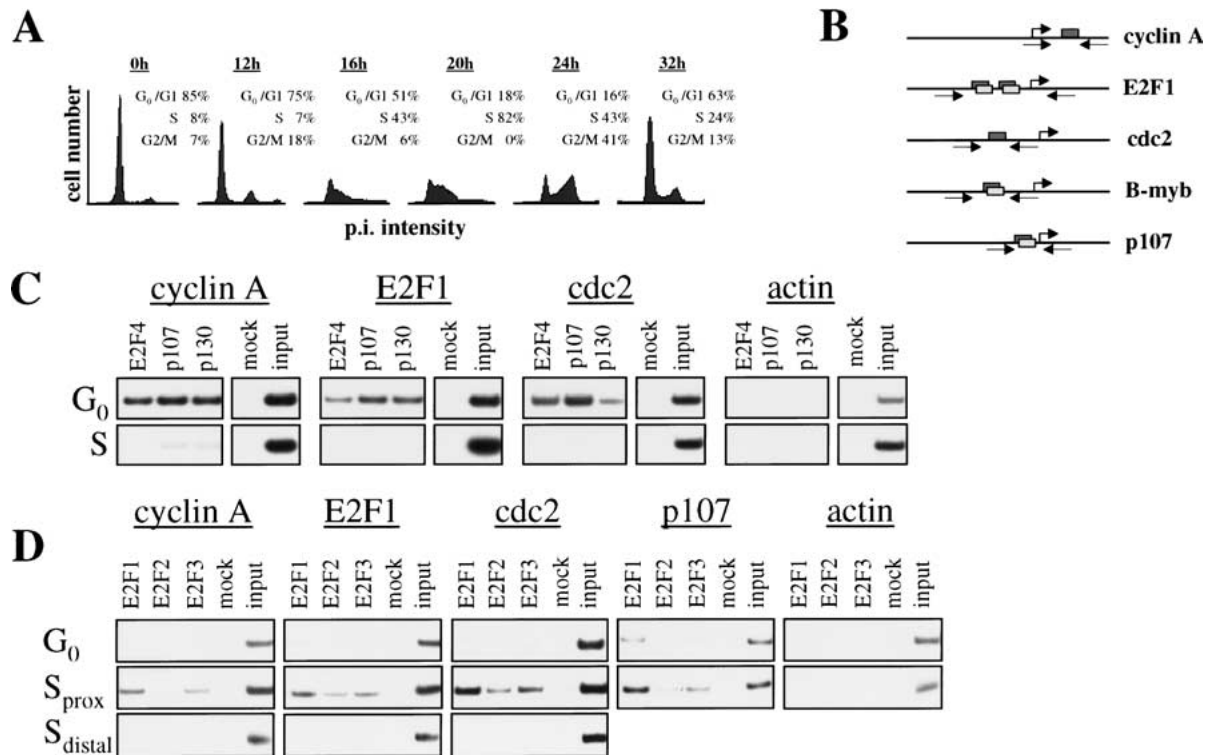 A
0h 12h 16h 20h 24h 32h
G0/G1 85% G0/G1 75% G0/G1 51% G0/G1 18% G0/G1 16% G0/G1 63%
S 8% S 7% S 43% S 82% S 43% S 24%
G2/M 7% G2/M 18% G2/M 6% G2/M 0% G2/M 41% G2/M 13%
cell number
p.i. intensity
B
cyclin A
E2F1
cdc2
B-myb
p107
C
cyclin A E2F1 cdc2 actin
E2F4 p107 p130 mock input E2F4 p107 p130 mock input E2F4 p107 p130 mock input E2F4 p107 p130 mock input
G0
S
D
cyclin A E2F1 cdc2 p107 actin
E2F1 E2F2 E2F3 mock input E2F1 E2F2 E2F3 mock input E2F1 E2F2 E2F3 mock input E2F1 E2F2 E2F3 mock input E2F1 E2F2 E2F3 mock input
G0
Sprox
Sdistal